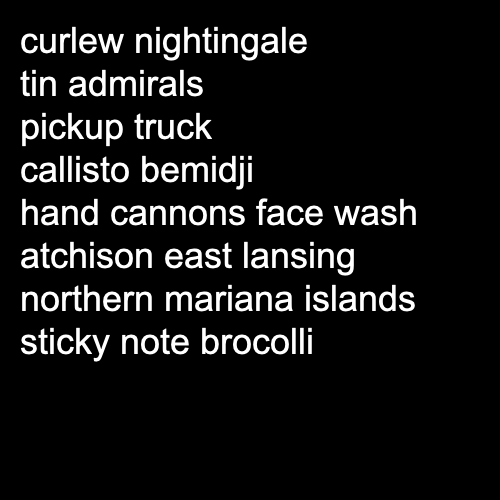 curlew nightingale
tin admirals
pickup truck
callisto bemidji
hand cannons face wash
atchison east lansing
northern mariana islands
sticky note brocolli